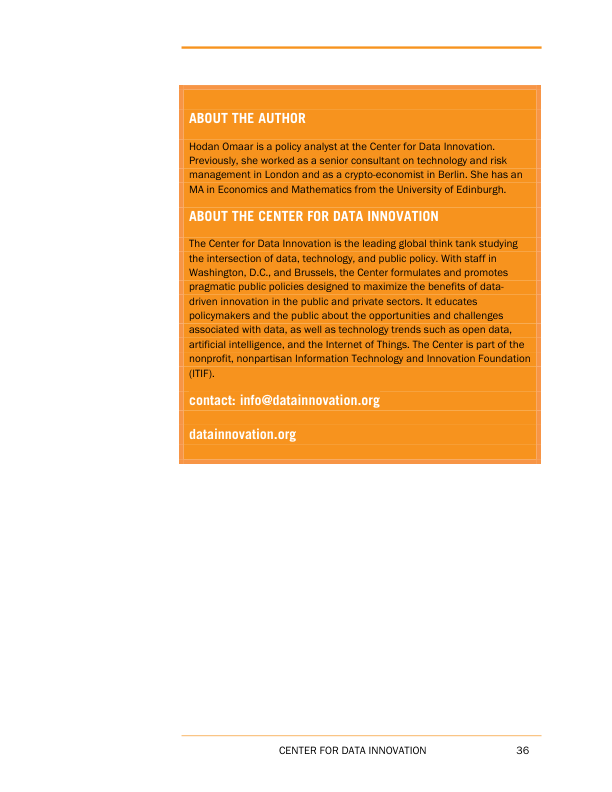 ABOUT THE AUTHOR
Hodan Omaar is a policy analyst at the Center for Data Innovation.
Previously, she worked as a senior consultant on technology and risk
management in London and as a crypto-economist in Berlin. She has an
MA in Economics and Mathematics from the University of Edinburgh.
ABOUT THE CENTER FOR DATA INNOVATION
The Center for Data Innovation is the leading global think tank studying
the intersection of data, technology, and public policy. With staff in
Washington, D.C., and Brussels, the Center formulates and promotes
pragmatic public policies designed to maximize the benefits of data-
driven innovation in the public and private sectors. It educates
policymakers and the public about the opportunities and challenges
associated with data, as well as technology trends such as open data,
artificial intelligence, and the Internet of Things. The Center is part of the
nonprofit, nonpartisan Information Technology and Innovation Foundation
(ITIF).
contact: info@datainnovation.org
datainnovation.org
CENTER FOR DATA INNOVATION 36